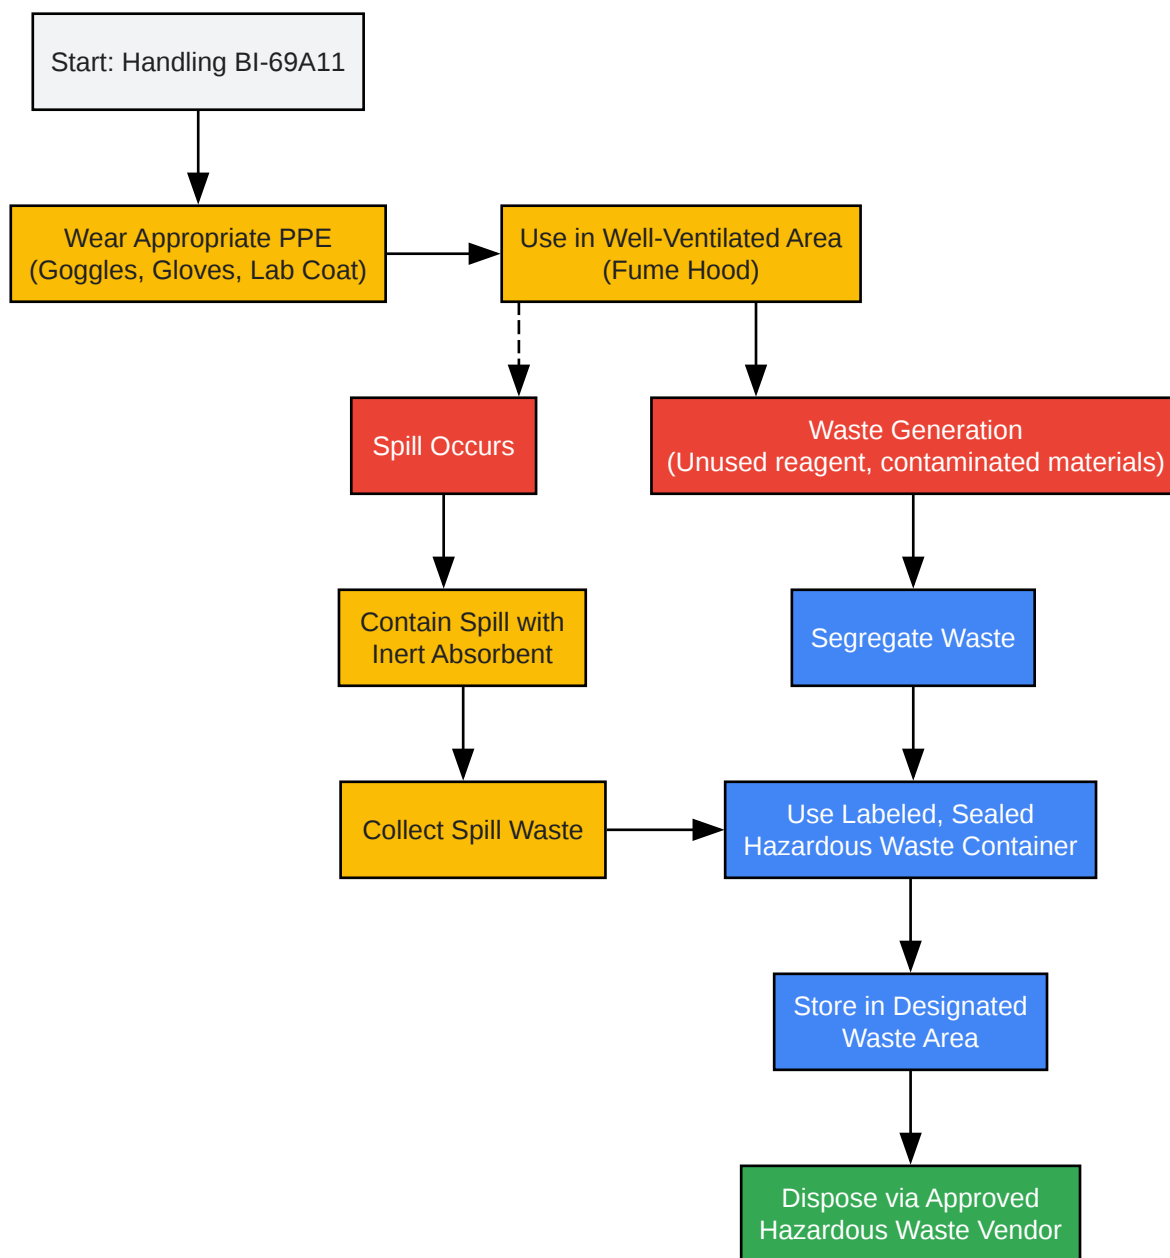 Start: Handling BI-69A11
Wear Appropriate PPE
(Goggles, Gloves, Lab Coat)
Use in Well-Ventilated Area
(Fume Hood)
Spill Occurs
Waste Generation
(Unused reagent, contaminated materials)
Contain Spill with
Inert Absorbent
Segregate Waste
Collect Spill Waste
Use Labeled, Sealed
Hazardous Waste Container
Store in Designated
Waste Area
Dispose via Approved
Hazardous Waste Vendor